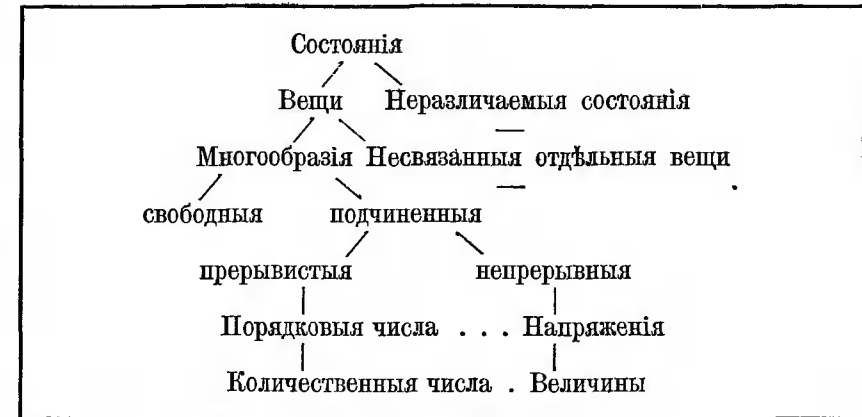 Состоянія
Вещи Неразличаемыя состоянія
Многообразія Несвязанныя отдѣльныя вещи
свободныя подчиненныя
прерывистыя непрерывныя
Порядковыя числа . . . Напряженія
Количественныя числа . Величины